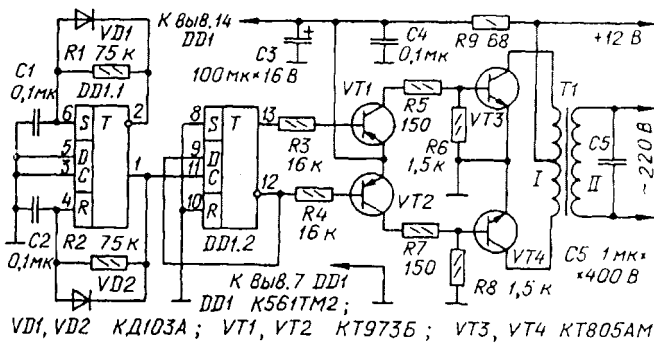 К Выв.14
DD1
VD1
R1 75 к
DD1.1
C1
0,1мк
C3
100 мк × 16 В
C4
0,1мк
R9 68
+12 В
6 S T 2
5 D
3 C 1
4 R
8 S T 13
9 D
11 C
10 R 12
DD1.2
C2
0,1мк
R2 75 к
VD2
R3
16 к
R4
16 к
VT1
VT2
R5
150
R6
1,5 к
VT3
R7
150
R8 1,5 к
VT4
T1
I
II
C5
~220 В
C5 1 мк×
×400 В
К Выв.7 DD1
DD1 К561ТМ2;
VD1, VD2 КД103А; VT1, VT2 КТ973Б; VT3, VT4 КТ805АМ